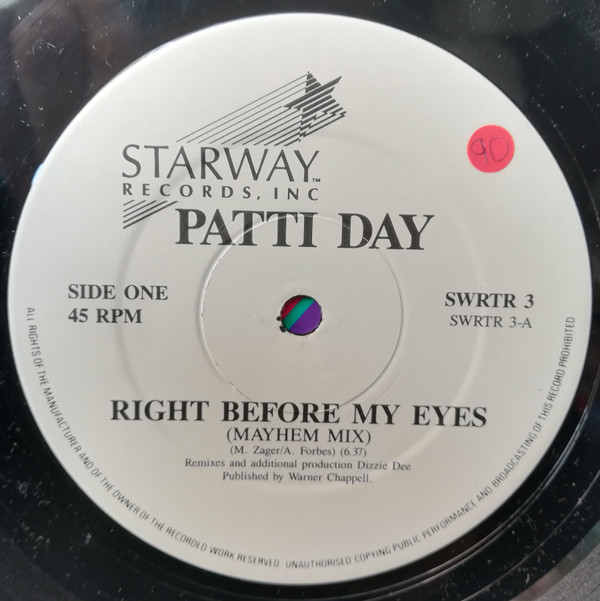 STARWAY™
RECORDS, INC
PATTI DAY
90
SIDE ONE
45 RPM
SWRTR 3
SWRTR 3-A
RIGHT BEFORE MY EYES
(MAYHEM MIX)
(M. Zager/A. Forbes) (6.37)
Remixes and additional production Dizzie Dee
Published by Warner Chappell.
ALL RIGHTS OF THE MANUFACTURER AND OF THE OWNER OF THE RECORDED WORK RESERVED UNAUTHORISED COPYING PUBLIC PERFORMANCE AND BROADCASTING OF THIS RECORD PROHIBITED